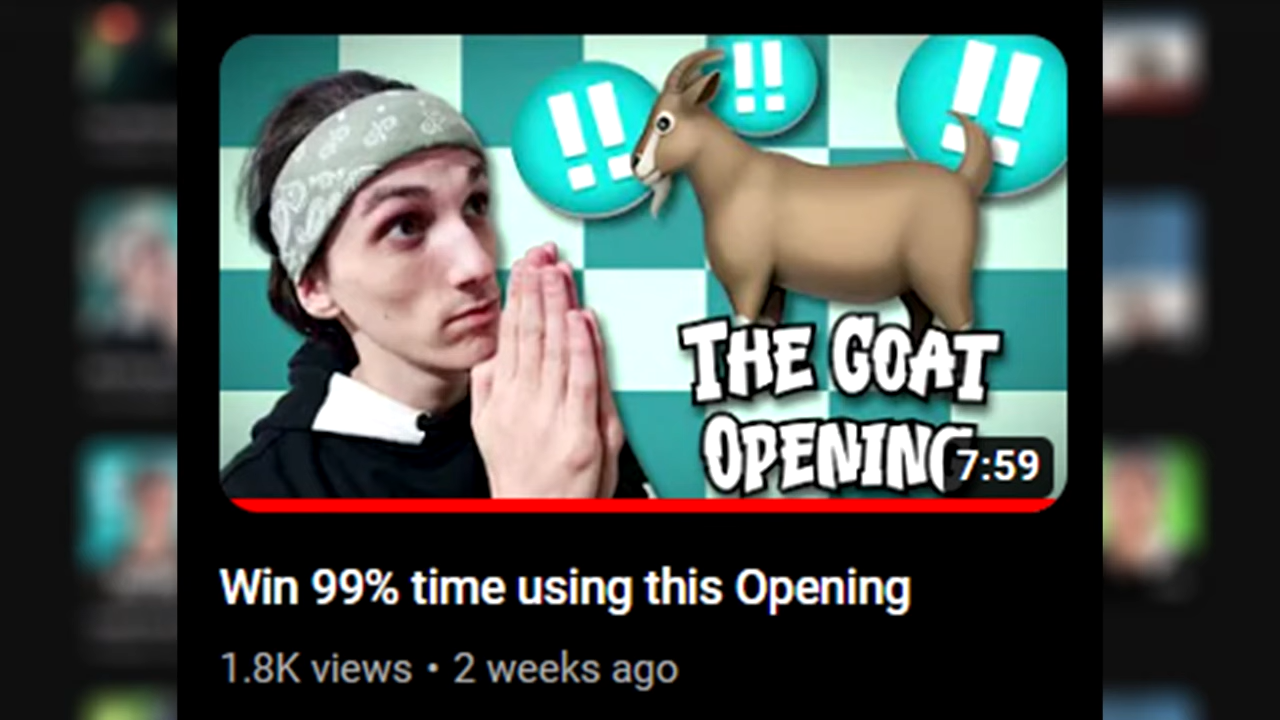 !!
!!
!!
THE GOAT
OPENING
7:59
Win 99% time using this Opening
1.8K views • 2 weeks ago